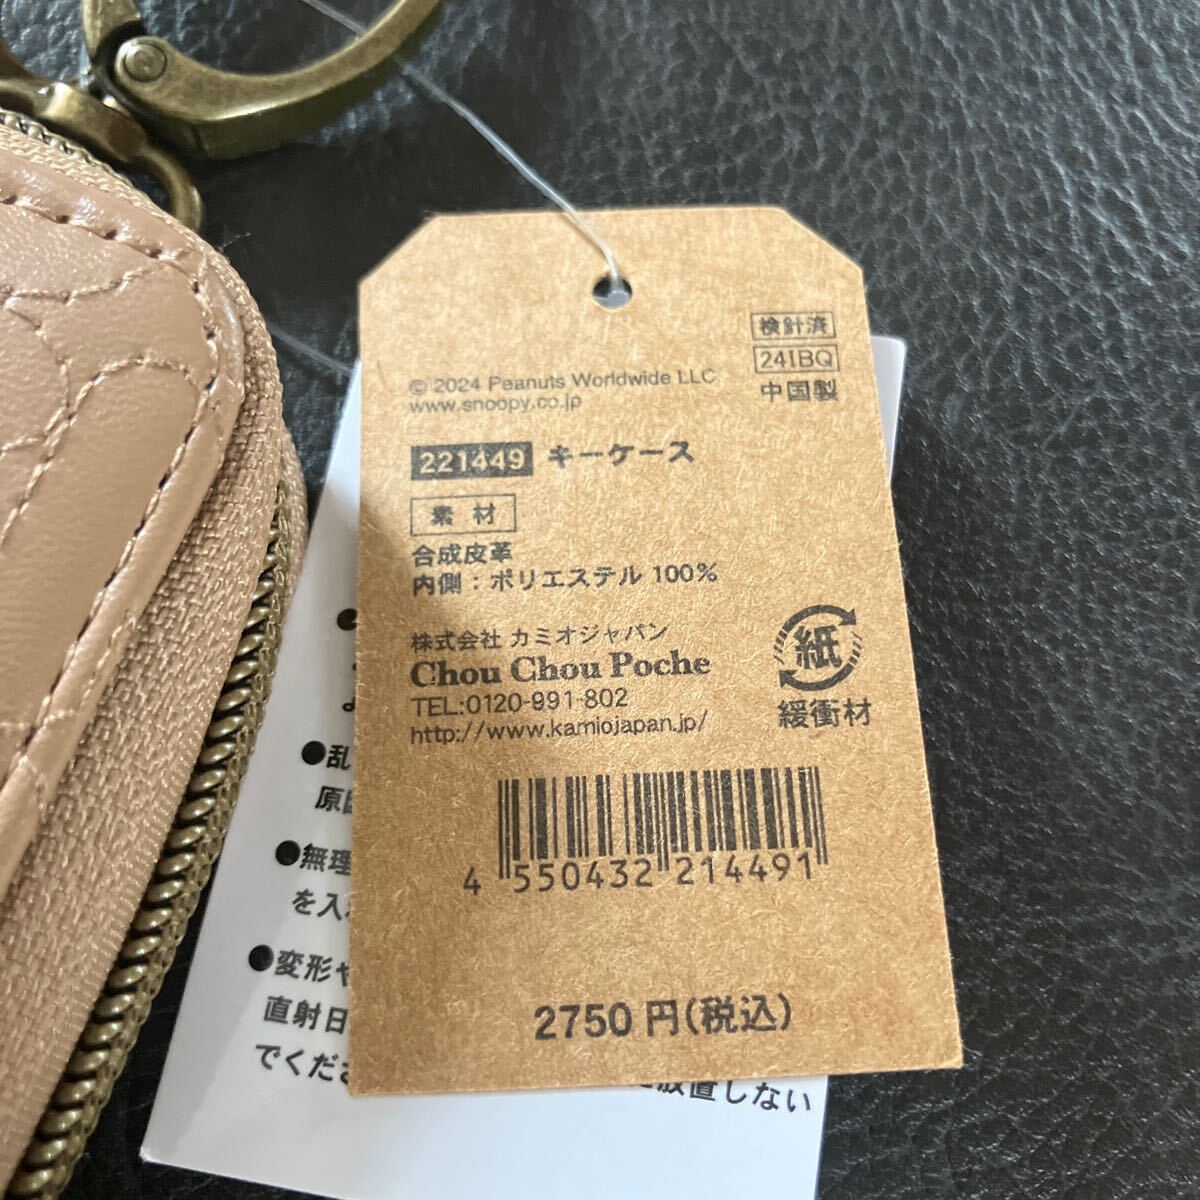 検針済
24IBQ
中国製
© 2024 Peanuts Worldwide LLC
www.snoopy.co.jp
221449 キーケース
素材
合成皮革
内側：ポリエステル 100%
株式会社 カミオジャパン
Chou Chou Poche
TEL:0120-991-802
http://www.kamiojapan.jp/
紙
緩衝材
4 550432 214491
2750 円(税込)
●乱
原因
●無理
を入
●変形や
直射日
でくださ
放置しない